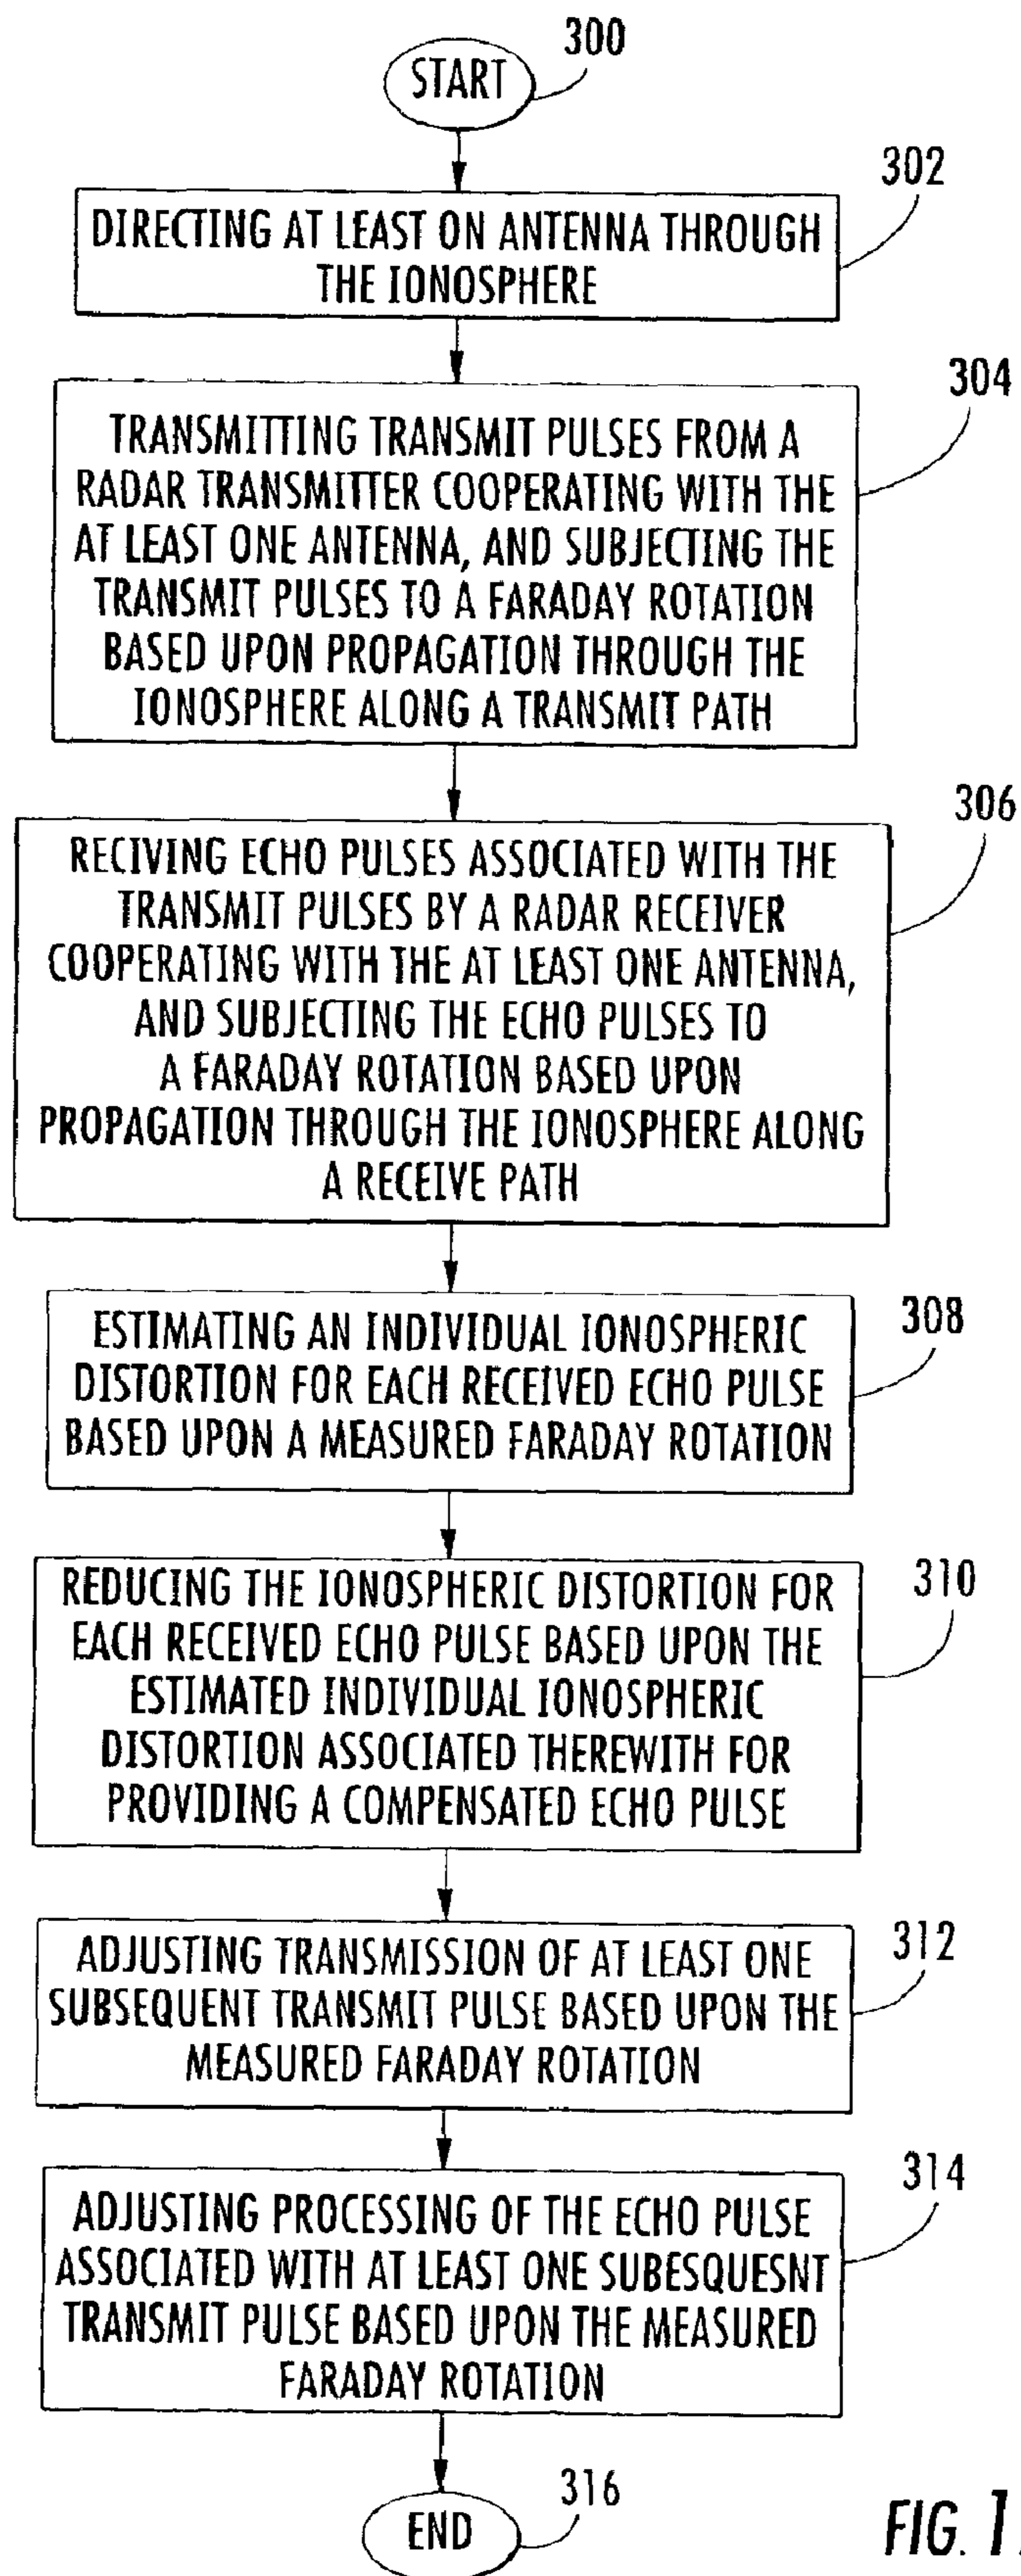 300
START
302
DIRECTING AT LEAST ON ANTENNA THROUGH
THE IONOSPHERE
304
TRANSMITTING TRANSMIT PULSES FROM A
RADAR TRANSMITTER COOPERATING WITH THE
AT LEAST ONE ANTENNA, AND SUBJECTING THE
TRANSMIT PULSES TO A FARADAY ROTATION
BASED UPON PROPAGATION THROUGH THE
IONOSPHERE ALONG A TRANSMIT PATH
306
RECIVING ECHO PULSES ASSOCIATED WITH THE
TRANSMIT PULSES BY A RADAR RECEIVER
COOPERATING WITH THE AT LEAST ONE ANTENNA,
AND SUBJECTING THE ECHO PULSES TO
A FARADAY ROTATION BASED UPON
PROPAGATION THROUGH THE IONOSPHERE ALONG
A RECEIVE PATH
308
ESTIMATING AN INDIVIDUAL IONOSPHERIC
DISTORTION FOR EACH RECEIVED ECHO PULSE
BASED UPON A MEASURED FARADAY ROTATION
310
REDUCING THE IONOSPHERIC DISTORTION FOR
EACH RECEIVED ECHO PULSE BASED UPON THE
ESTIMATED INDIVIDUAL IONOSPHERIC
DISTORTION ASSOCIATED THEREWITH FOR
PROVIDING A COMPENSATED ECHO PULSE
312
ADJUSTING TRANSMISSION OF AT LEAST ONE
SUBSEQUENT TRANSMIT PULSE BASED UPON THE
MEASURED FARADAY ROTATION
314
ADJUSTING PROCESSING OF THE ECHO PULSE
ASSOCIATED WITH AT LEAST ONE SUBESQUESNT
TRANSMIT PULSE BASED UPON THE MEASURED
FARADAY ROTATION
316
END
FIG. 1.